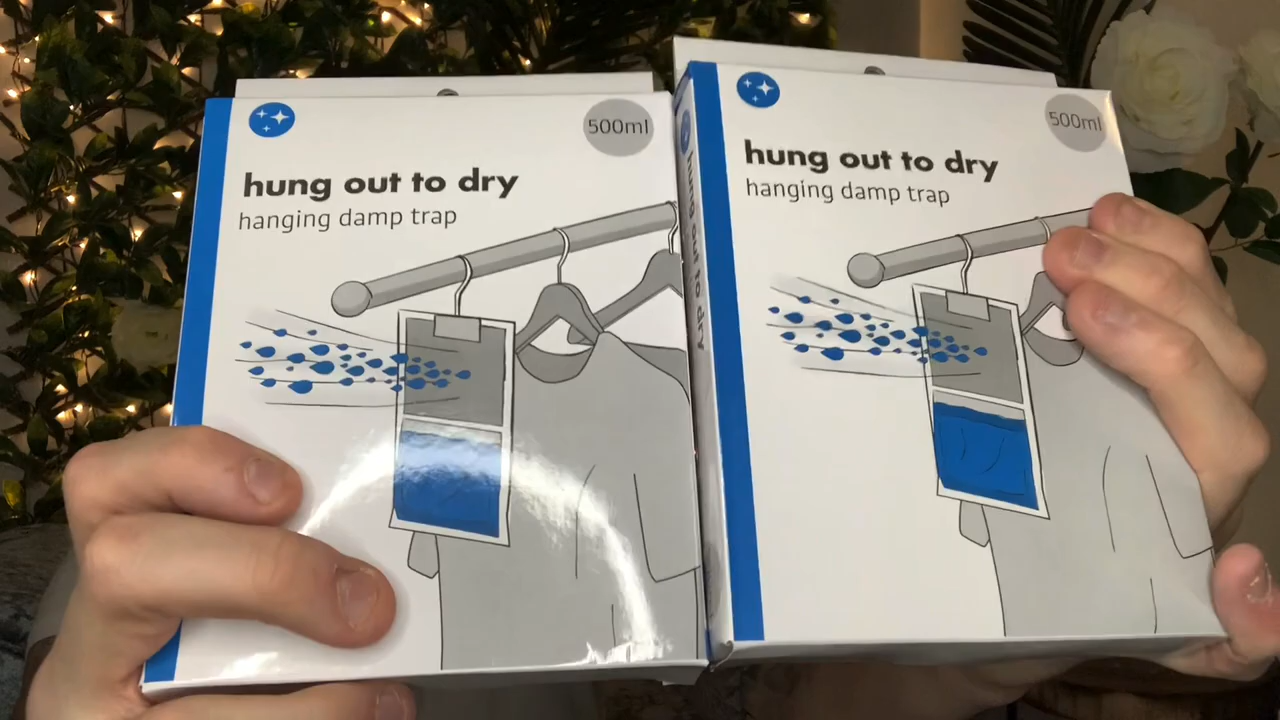 500ml
hung out to dry
hanging damp trap
hung out to dry
500ml
hung out to dry
hanging damp trap